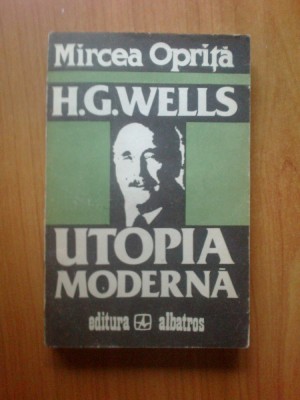 Mircea Opriță
H.G.WELLS
UTOPIA
MODERNĂ
editura A albatros